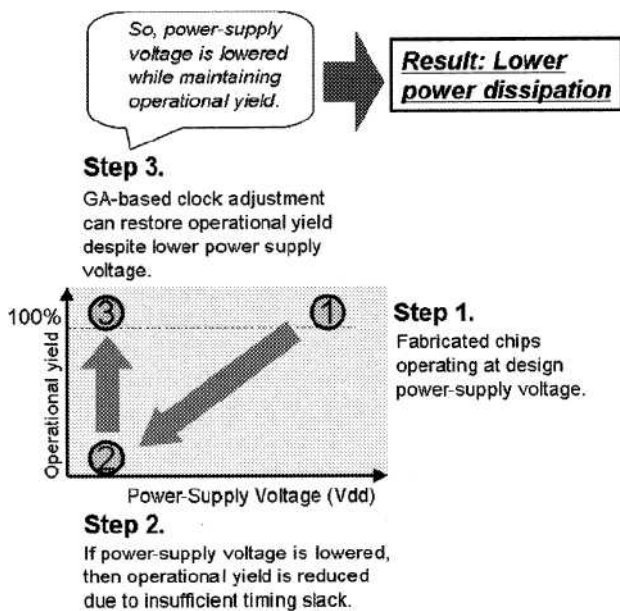 So, power-supply
voltage is lowered
while maintaining
operational yield.
Result: Lower
power dissipation
Step 3.
GA-based clock adjustment
can restore operational yield
despite lower power supply
voltage.
100%
3
1
2
Operational yield
Power-Supply Voltage (Vdd)
Step 1.
Fabricated chips
operating at design
power-supply voltage.
Step 2.
If power-supply voltage is lowered,
then operational yield is reduced
due to insufficient timing slack.